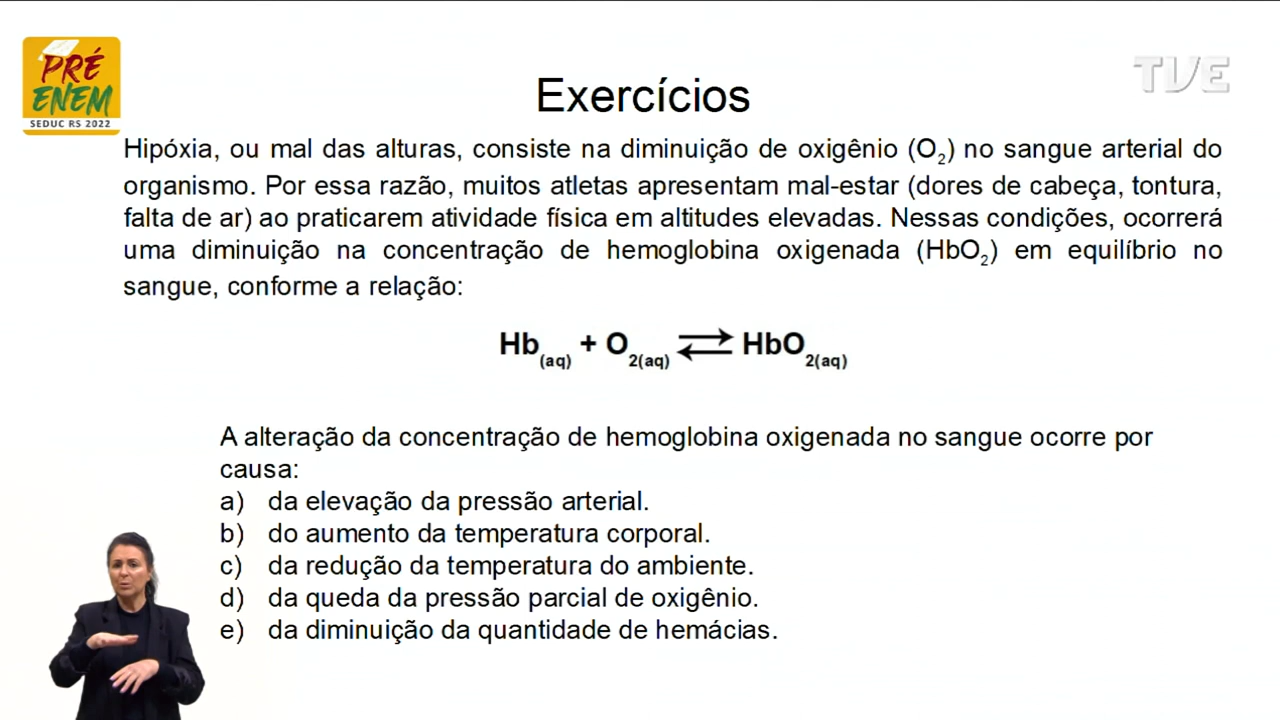 PRÉ
ENEM
SEDUC RS 2022
TVE
Exercícios
Hipóxia, ou mal das alturas, consiste na diminuição de oxigênio (O₂) no sangue arterial do
organismo. Por essa razão, muitos atletas apresentam mal-estar (dores de cabeça, tontura,
falta de ar) ao praticarem atividade física em altitudes elevadas. Nessas condições, ocorrerá
uma diminuição na concentração de hemoglobina oxigenada (HbO₂) em equilíbrio no
sangue, conforme a relação:
Hb(aq) + O2(aq) ⇄ HbO2(aq)
A alteração da concentração de hemoglobina oxigenada no sangue ocorre por
causa:
a) da elevação da pressão arterial.
b) do aumento da temperatura corporal.
c) da redução da temperatura do ambiente.
d) da queda da pressão parcial de oxigênio.
e) da diminuição da quantidade de hemácias.